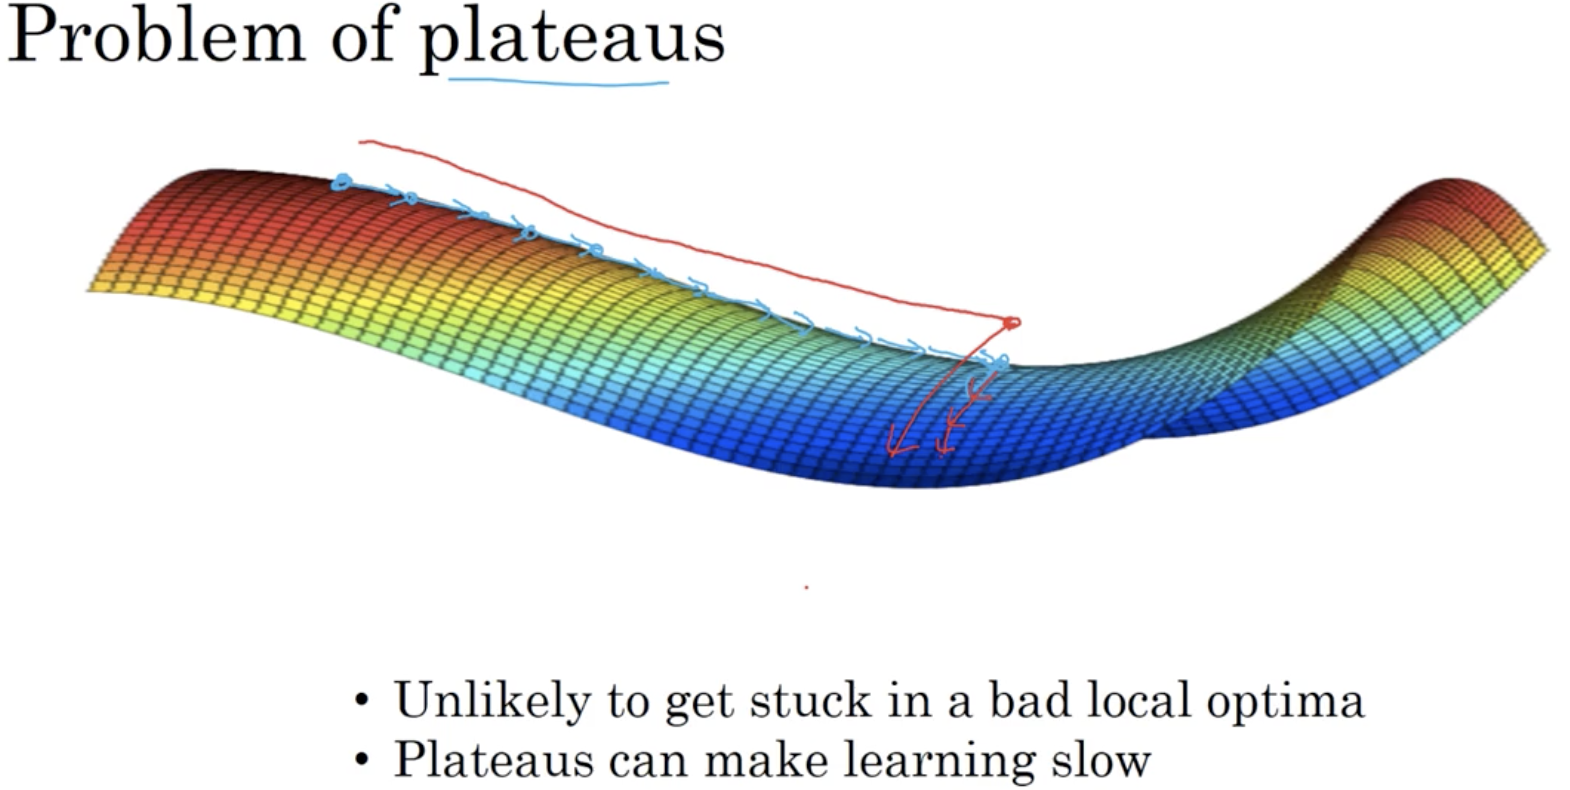 Problem of plateaus
• Unlikely to get stuck in a bad local optima
• Plateaus can make learning slow